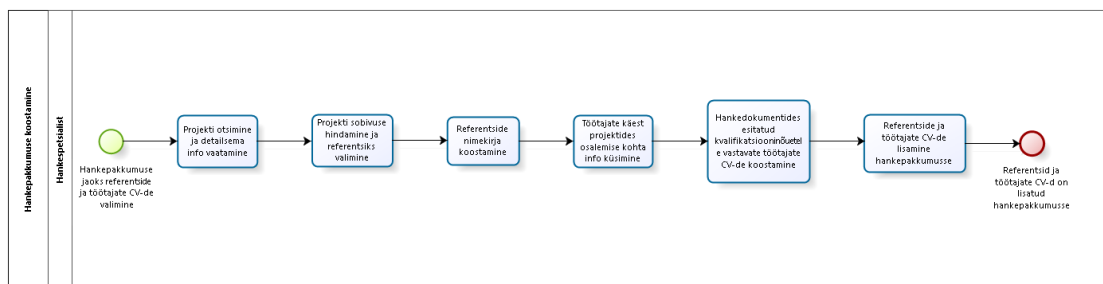 Hankepakkumuse koostamine
Hankespetsialist
Hankepakkumuse
jaoks referentside
ja töötajate CV-de
valimine
Projekti otsimine
ja detailsema
info vaatamine
Projekti sobivuse
hindamine ja
referentsiks
valimine
Referentside
nimekirja
koostamine
Töötajate käest
projektides
osalemise kohta
info küsimine
Hankedokumentides
esitatud
kvalifikatsiooninõuetel
e vastavate töötajate
CV-de koostamine
Referentside ja
töötajate CV-de
lisamine
hankepakkumusse
Referentsid ja
töötajate CV-d on
lisatud
hankepakkumusse